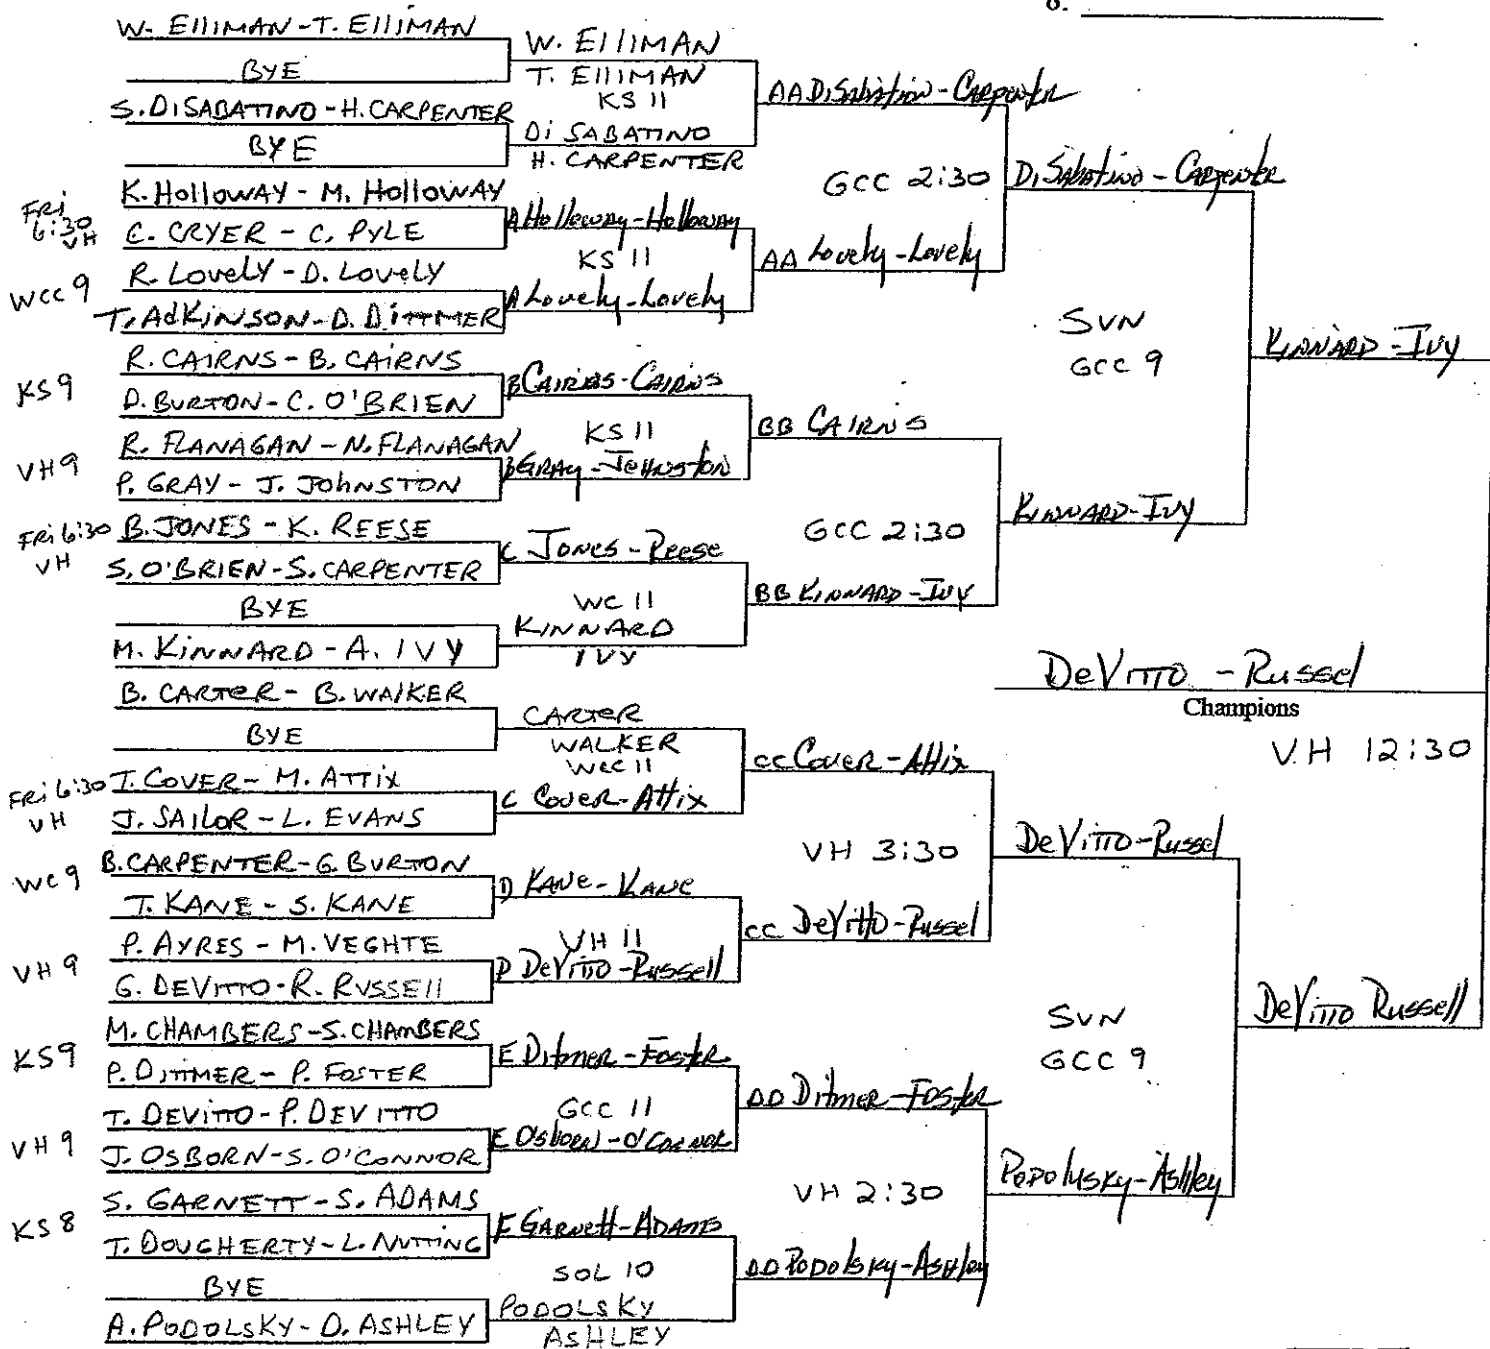 8.
W. ElliMAN - T. ElliMAN
BYE
S. DISABATINO - H. CARPENTER
BYE
FRi 6:30 VH
K. HollowAY - M. HollowAY
C. CRYER - C. PYLE
WCC 9
R. LovelY - D. LovelY
T. AdKINSON - D. DiTTMER
KS 9
R. CAIRNS - B. CAIRNS
D. BURTON - C. O'BRIEN
VH 9
R. FLANAGAN - N. FLANAGAN
P. GRAY - J. JOhNSTON
FRi 6:30 VH
B. JONES - K. REESE
S. O'BRIEN - S. CARPENTER
BYE
M. KiNNARD - A. IVY
B. CARTER - B. WAlKER
BYE
FRi 6:30 VH
T. COVER - M. ATTiX
J. SAILOR - L. EVANS
WC 9
B. CARPENTER - G. BURTON
T. KANE - S. KANE
VH 9
P. AYRES - M. VEGHTE
G. DEVITTO - R. RUSSEll
KS 9
M. CHAMBERS - S. CHAMBERS
P. DITTMER - P. FOSTER
VH 9
T. DEVITTO - P. DEVITTO
J. OSBORN - S. O'CONNOR
KS 8
S. GARNETT - S. ADAMS
T. DOUGHERTY - L. NUTTING
BYE
A. PODOLSKY - D. ASHLEY
W. ElliMAN
T. ElliMAN
KS 11
Di SABATINO
H. CARPENTER
A Holloway - Holloway
KS 11
A Lovely - Lovely
B CAIRNS - CAIRNS
KS 11
B GRAY - Johnston
C JONES - Reese
WC 11
KINNARD
IVY
CARTER
WALKER
WCC 11
C COVER - Attix
D KANE - KANE
VH 11
D DeVITTO - Russell
E Ditmer - Foster
GCC 11
E Osborn - O'Connor
F GARNett - ADAMS
SOL 10
PODOLSKY
ASHLEY
AA DiSabatino - Carpenter
GCC 2:30
AA Lovely - Lovely
BB CAIRNS
GCC 2:30
BB KINNARD - IVY
CC COVER - Attix
VH 3:30
CC DeVitto - Russel
DD Ditmer - Foster
VH 2:30
DD PODOlsKy - Ashley
DiSabatino - Carpenter
SUN
GCC 9
KINNARD - IVY
DeVITTO - Russel
SUN
GCC 9
PODOlusky - Ashley
KINNARD - IVY
DeVITTO - Russel
Champions
VH 12:30
DeVITTO Russell